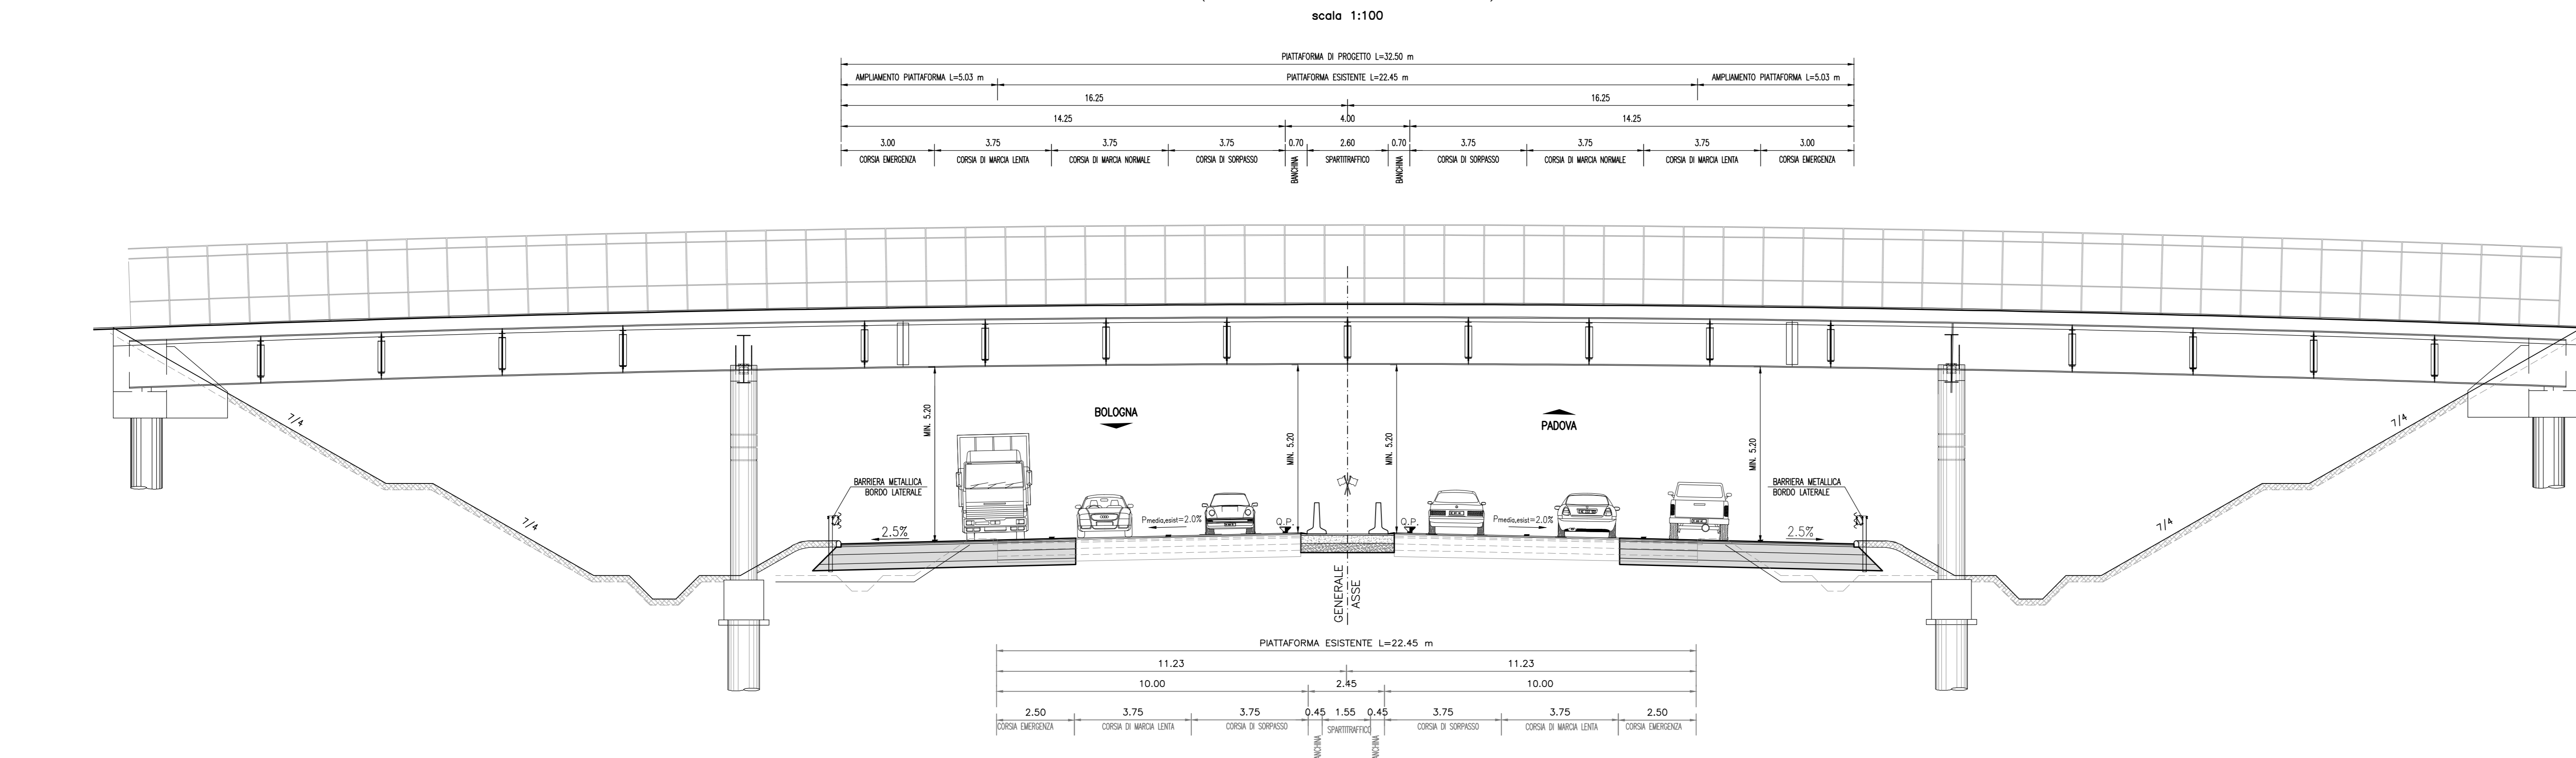 scala 1:100
PIATTAFORMA DI PROGETTO L=32.50 m
AMPLIAMENTO PIATTAFORMA L=5.03 m PIATTAFORMA ESISTENTE L=22.45 m AMPLIAMENTO PIATTAFORMA L=5.03 m
16.25 16.25
14.25 4.00 14.25
3.00 3.75 3.75 3.75 0.70 2.60 0.70 3.75 3.75 3.75 3.00
CORSIA EMERGENZA CORSIA DI MARCIA LENTA CORSIA DI MARCIA NORMALE CORSIA DI SORPASSO BANCHINA SPARTITRAFFICO BANCHINA CORSIA DI SORPASSO CORSIA DI MARCIA NORMALE CORSIA DI MARCIA LENTA CORSIA EMERGENZA
BOLOGNA
PADOVA
7/4
7/4
MIN. 5.20
MIN. 5.20
MIN. 5.20
MIN. 5.20
7/4
7/4
BARRIERA METALLICA
BORDO LATERALE
BARRIERA METALLICA
BORDO LATERALE
2.5%
Pmedia,esist=2.0%
Q.P.
Q.P.
Pmedia,esist=2.0%
2.5%
GENERALE
ASSE
PIATTAFORMA ESISTENTE L=22.45 m
11.23 11.23
10.00 2.45 10.00
2.50 3.75 3.75 0.45 1.55 0.45 3.75 3.75 2.50
CORSIA EMERGENZA CORSIA DI MARCIA LENTA CORSIA DI SORPASSO SPARTITRAFFICO CORSIA DI SORPASSO CORSIA DI MARCIA LENTA CORSIA EMERGENZA